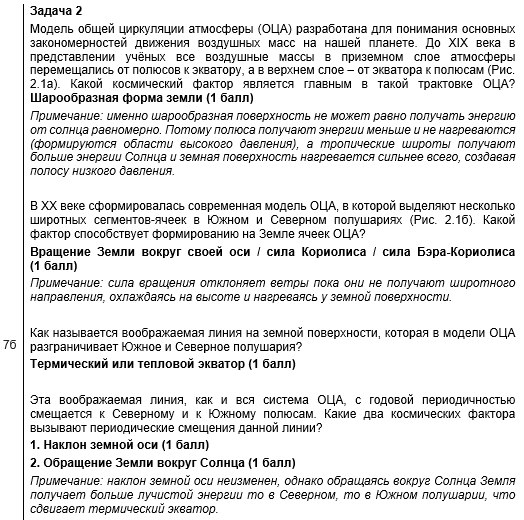 Задача 2
Модель общей циркуляции атмосферы (ОЦА) разработана для понимания основных
закономерностей движения воздушных масс на нашей планете. До XIX века в
представлении учёных все воздушные массы в приземном слое атмосферы
перемещались от полюсов к экватору, а в верхнем слое – от экватора к полюсам (Рис.
2.1а). Какой космический фактор является главным в такой трактовке ОЦА?
Шарообразная форма земли (1 балл)
Примечание: именно шарообразная поверхность не может равно получать энергию
от солнца равномерно. Потому полюса получают энергии меньше и не нагреваются
(формируются области высокого давления), а тропические широты получают
больше энергии Солнца и земная поверхность нагревается сильнее всего, создавая
полосу низкого давления.
В XX веке сформировалась современная модель ОЦА, в которой выделяют несколько
широтных сегментов-ячеек в Южном и Северном полушариях (Рис. 2.1б). Какой
фактор способствует формированию на Земле ячеек ОЦА?
Вращение Земли вокруг своей оси / сила Кориолиса / сила Бэра-Кориолиса
(1 балл)
Примечание: сила вращения отклоняет ветры пока они не получают широтного
направления, охлаждаясь на высоте и нагреваясь у земной поверхности.
Как называется воображаемая линия на земной поверхности, которая в модели ОЦА
7б разграничивает Южное и Северное полушария?
Термический или тепловой экватор (1 балл)
Эта воображаемая линия, как и вся система ОЦА, с годовой периодичностью
смещается к Северному и к Южному полюсам. Какие два космических фактора
вызывают периодические смещения данной линии?
1. Наклон земной оси (1 балл)
2. Обращение Земли вокруг Солнца (1 балл)
Примечание: наклон земной оси неизменен, однако обращаясь вокруг Солнца Земля
получает больше лучистой энергии то в Северном, то в Южном полушарии, что
сдвигает термический экватор.